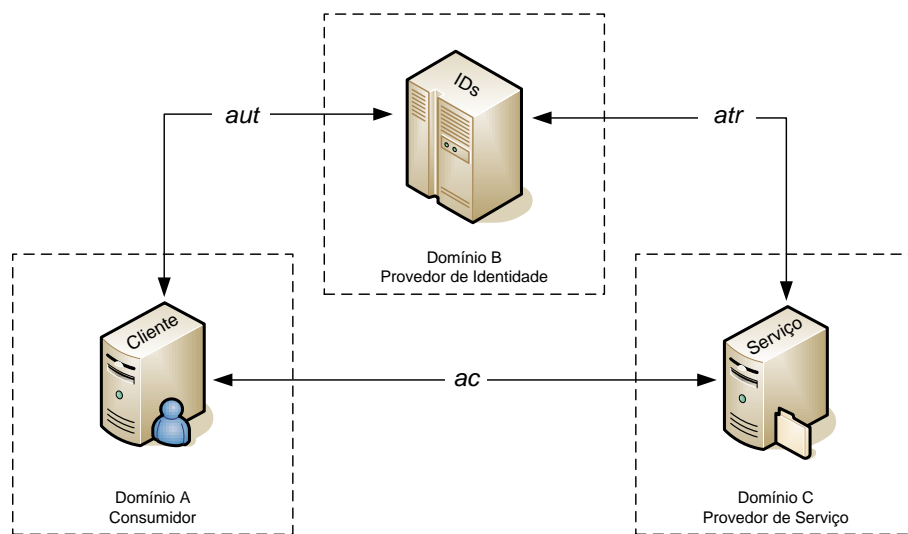 IDs
aut
atr
Domínio B
Provedor de Identidade
Cliente
Serviço
ac
Domínio A
Consumidor
Domínio C
Provedor de Serviço